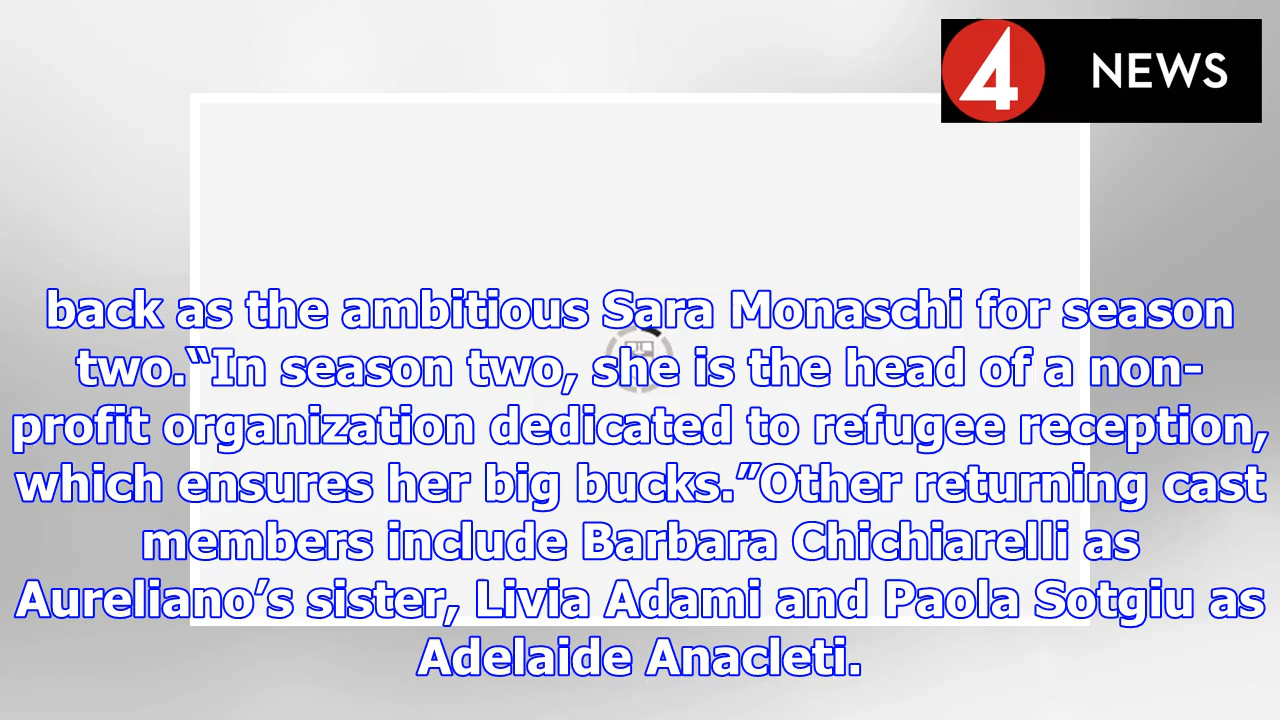 4 NEWS
back as the ambitious Sara Monaschi for season
two.“In season two, she is the head of a non-
profit organization dedicated to refugee reception,
which ensures her big bucks.”Other returning cast
members include Barbara Chichiarelli as
Aureliano’s sister, Livia Adami and Paola Sotgiu as
Adelaide Anacleti.